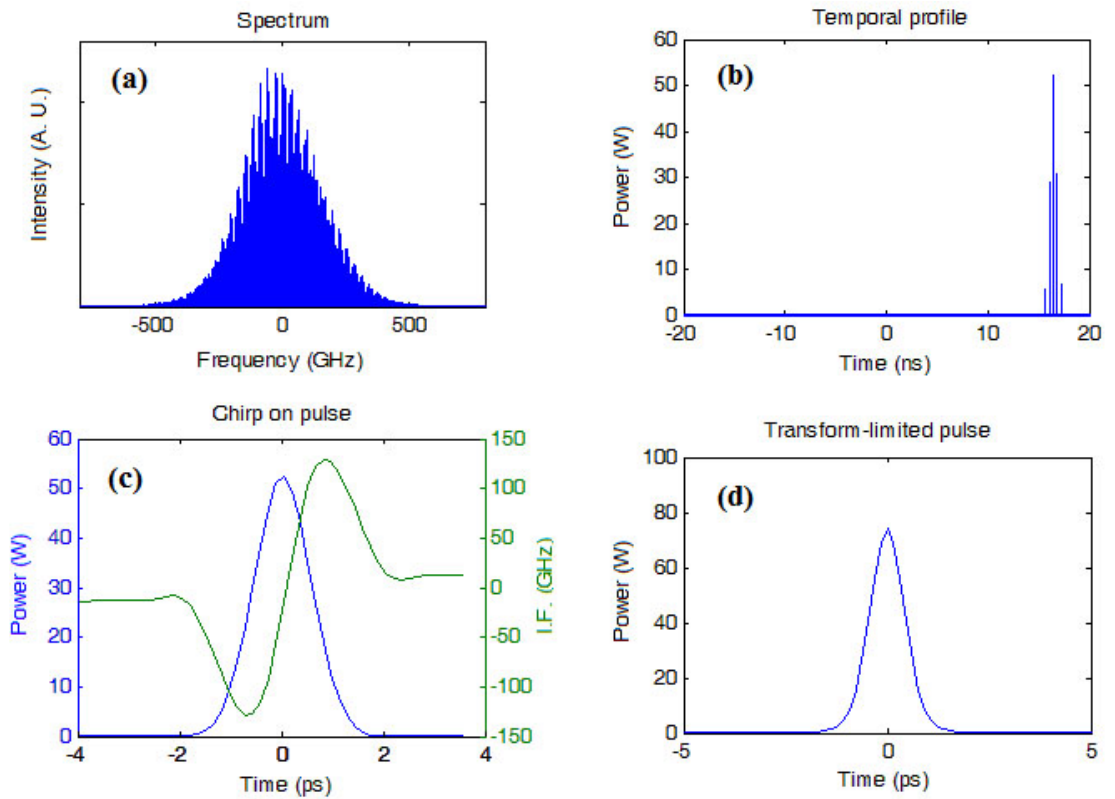 Spectrum
(a)
Intensity (A. U.)
-500 0 500
Frequency (GHz)
Temporal profile
(b)
Power (W)
60
50
40
30
20
10
0
-20 -10 0 10 20
Time (ns)
Chirp on pulse
(c)
Power (W)
60
50
40
30
20
10
0
150
100
50
0
-50
-100
-150
I.F. (GHz)
-4 -2 0 2 4
Time (ps)
Transform-limited pulse
(d)
Power (W)
100
80
60
40
20
0
-5 0 5
Time (ps)